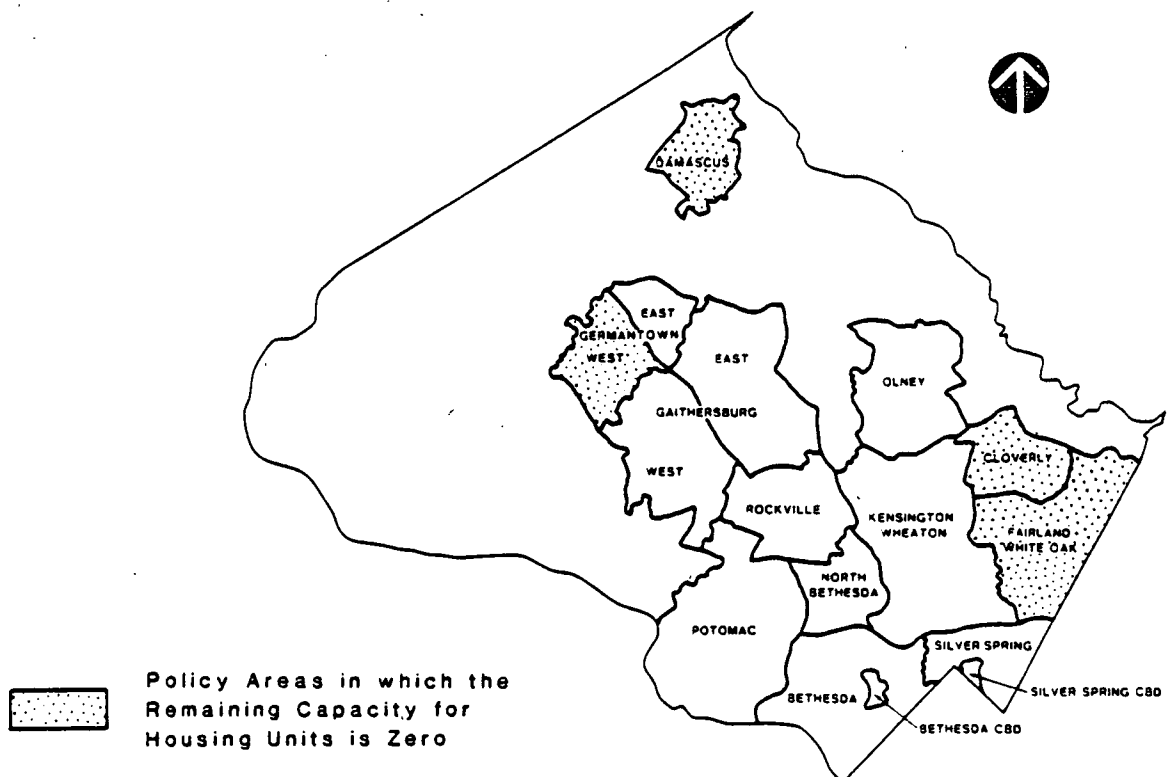 DAMASCUS
EAST
GERMANTOWN
WEST
EAST
GAITHERSBURG
WEST
OLNEY
CLOVERLY
ROCKVILLE
KENSINGTON
WHEATON
FAIRLAND
WHITE OAK
NORTH
BETHESDA
POTOMAC
SILVER SPRING
BETHESDA
SILVER SPRING CBD
BETHESDA CBD
Policy Areas in which the
Remaining Capacity for
Housing Units is Zero